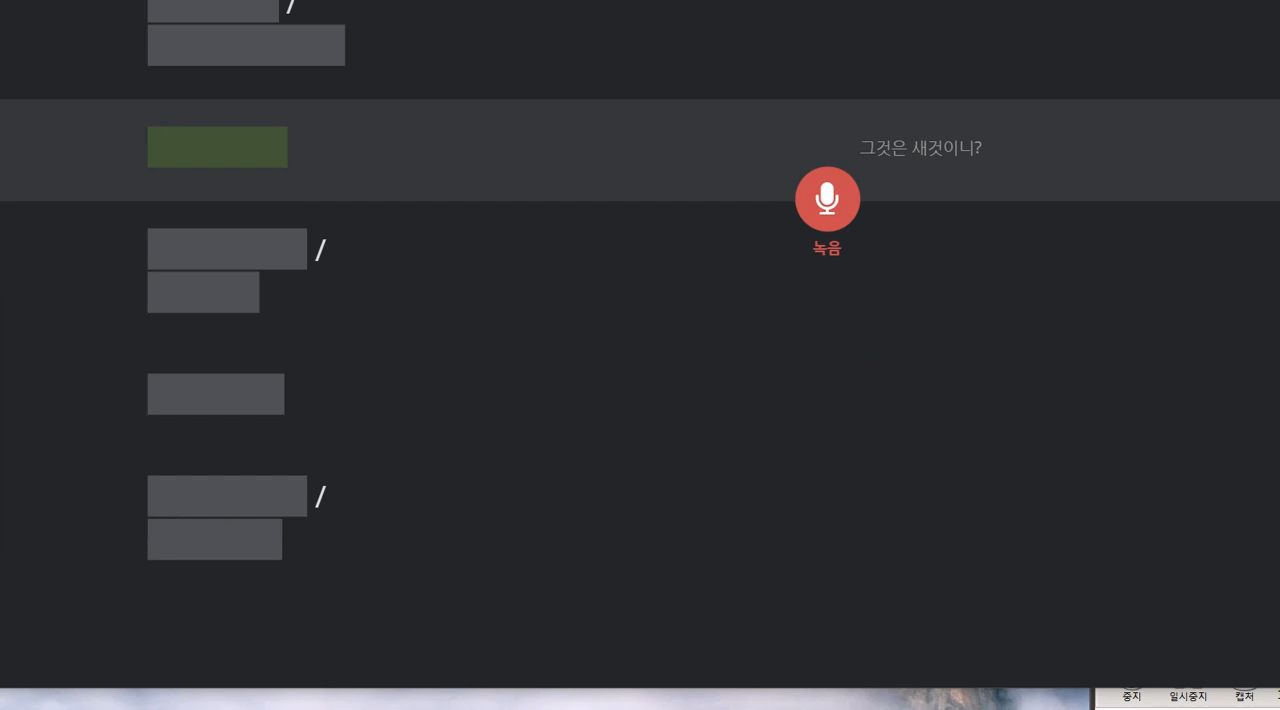 /
그것은 새것이니?
녹음
/
/
중지 일시중지 캡처